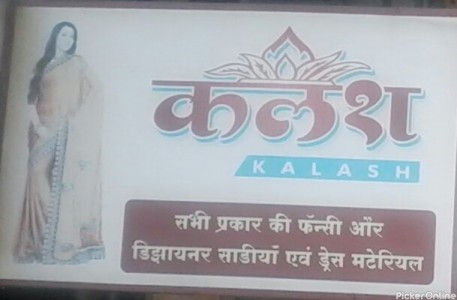 कलश
KALASH
सभी प्रकार की फॅन्सी और
डिझायनर साडीयाँ एवं ड्रेस मटेरियल
PickerOnline